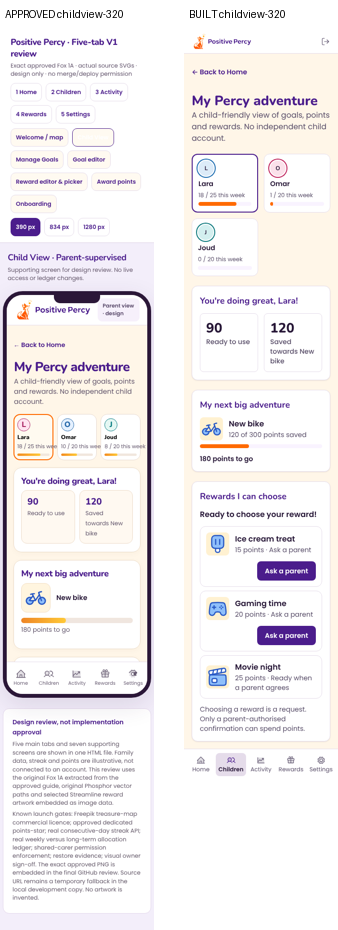 APPROVED childview-320
Positive Percy · Five-tab V1
review
Exact approved Fox 1A · actual source SVGs ·
design only · no merge/deploy permission
1 Home
2 Children
3 Activity
4 Rewards
5 Settings
Welcome / map
Manage Goals
Goal editor
Reward editor & picker
Award points
Onboarding
390 px
834 px
1280 px
Child View · Parent-supervised
Supporting screen for design review. No live
access or ledger changes.
Positive Percy
Parent view
· design
← Back to Home
My Percy adventure
A child-friendly view of goals, points
and rewards. No independent child
account.
L
Lara
18 / 25 this week
O
Omar
10 / 20 this week
J
Joud
8 / 20 this week
You're doing great, Lara!
90
Ready to use
120
Saved
towards New
bike
My next big adventure
New bike
180 points to go
Home
Children
Activity
Rewards
Settings
Design review, not implementation
approval
Five main tabs and seven supporting
screens are shown in one HTML file. Family
data, streak and points are illustrative, not
connected to an account. This review uses
the original Fox 1A extracted from the
approved guide, original Phosphor vector
paths and selected Streamline reward
artwork embedded as image data.
Known launch gates: Freepik treasure-map
commercial licence; approved dedicated
points-star; real consecutive-day streak API;
real weekly versus long-term allocation
ledger; shared-carer permission
enforcement; restore evidence; visual owner
sign-off. The exact approved PNG is
embedded in the final GitHub review. Source
URL remains a temporary fallback in the
local development copy. No artwork is
invented.
BUILT childview-320
Positive Percy
← Back to Home
My Percy adventure
A child-friendly view of goals, points
and rewards. No independent child
account.
L
Lara
18 / 25 this week
O
Omar
1 / 20 this week
J
Joud
0 / 20 this week
You're doing great, Lara!
90
Ready to use
120
Saved
towards New
bike
My next big adventure
New bike
120 of 300 points saved
180 points to go
Rewards I can choose
Ready to choose your reward!
Ice cream treat
15 points · Ask a parent
Ask a parent
Gaming time
20 points · Ask a parent
Ask a parent
Movie night
25 points · Ready when
a parent agrees
Choosing a reward is a request.
Only a parent-authorised
confirmation can spend points.
Home
Children
Activity
Rewards
Settings